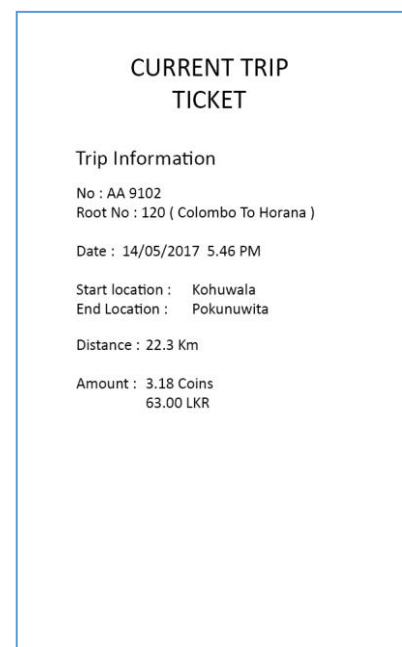 CURRENT TRIP
TICKET
Trip Information
No : AA 9102
Root No : 120 ( Colombo To Horana )
Date :  14/05/2017  5.46 PM
Start location :    Kohuwala
End Location :     Pokunuwita
Distance : 22.3 Km
Amount :  3.18 Coins
63.00 LKR